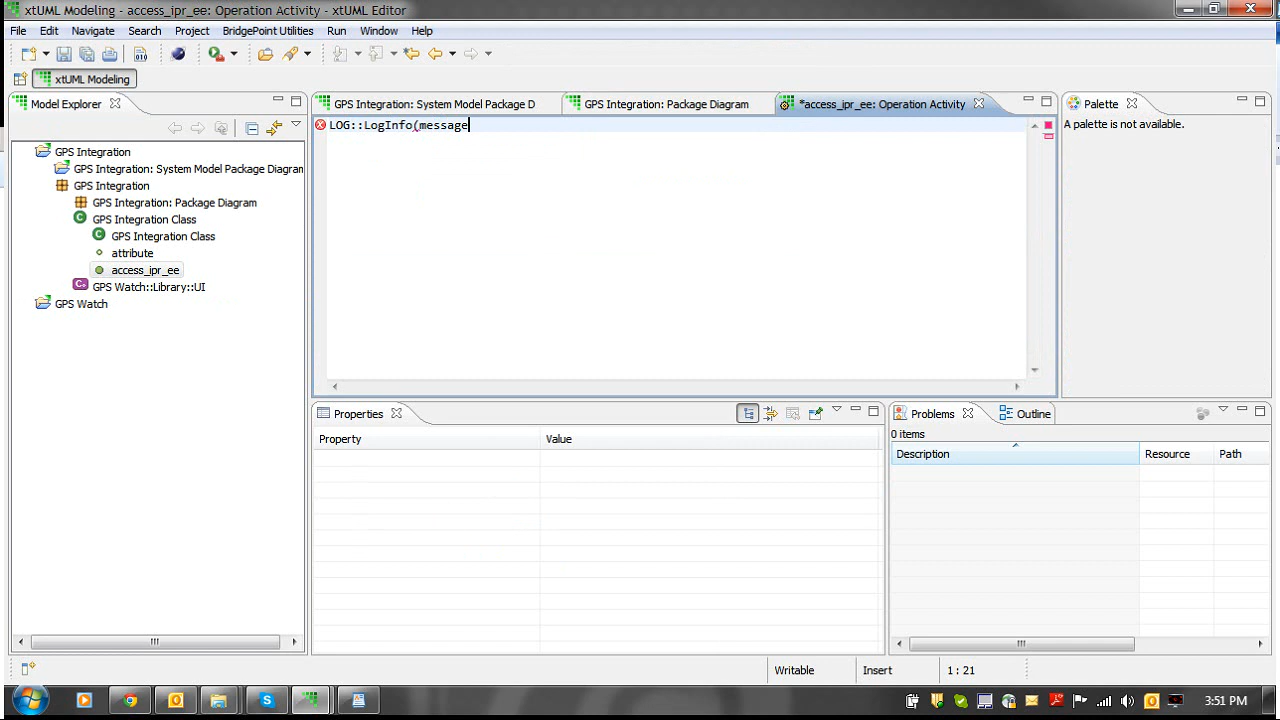 xtUML Modeling - access_ipr_ee: Operation Activity - xtUML Editor
File Edit Navigate Search Project BridgePoint Utilities Run Window Help
xtUML Modeling
Model Explorer
GPS Integration
GPS Integration: System Model Package Diagram
GPS Integration
GPS Integration: Package Diagram
GPS Integration Class
GPS Integration Class
attribute
access_ipr_ee
GPS Watch::Library::UI
GPS Watch
GPS Integration: System Model Package D
GPS Integration: Package Diagram
*access_ipr_ee: Operation Activity
LOG::LogInfo(message
Palette
A palette is not available.
Properties
Property Value
Problems Outline
0 items
Description Resource Path
Writable Insert 1 : 21
3:51 PM